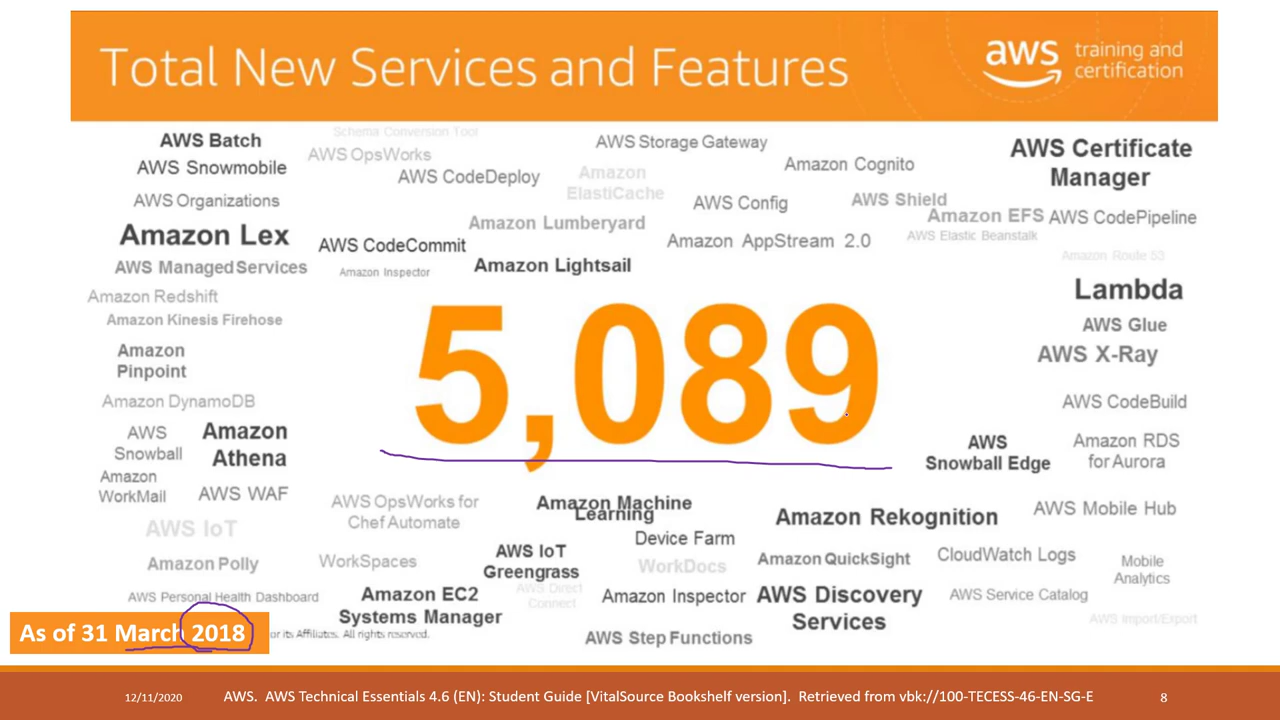 Total New Services and Features
aws training and certification
AWS Batch
Schema Conversion Tool
AWS OpsWorks
AWS Storage Gateway
Amazon Cognito
AWS Certificate
Manager
AWS Snowmobile
AWS CodeDeploy
Amazon
ElastiCache
AWS Organizations
AWS Config
AWS Shield
Amazon EFS
AWS CodePipeline
Amazon Lumberyard
Amazon Lex
AWS CodeCommit
Amazon AppStream 2.0
AWS Elastic Beanstalk
Amazon Route 53
AWS Managed Services
Amazon Inspector
Amazon Lightsail
Amazon Redshift
Lambda
Amazon Kinesis Firehose
AWS Glue
Amazon
Pinpoint
5,089
AWS X-Ray
Amazon DynamoDB
AWS CodeBuild
AWS
Snowball
Amazon
Athena
AWS
Snowball Edge
Amazon RDS
for Aurora
Amazon
WorkMail
AWS WAF
AWS OpsWorks for
Chef Automate
Amazon Machine
Learning
Amazon Rekognition
AWS Mobile Hub
AWS IoT
Device Farm
Amazon Polly
WorkSpaces
AWS IoT
Greengrass
WorkDocs
Amazon QuickSight
CloudWatch Logs
Mobile
Analytics
AWS Personal Health Dashboard
Amazon EC2
Systems Manager
AWS Direct
Connect
Amazon Inspector
AWS Discovery
Services
AWS Service Catalog
AWS Import/Export
As of 31 March 2018
or its Affiliates. All rights reserved.
AWS Step Functions
12/11/2020
AWS. AWS Technical Essentials 4.6 (EN): Student Guide [VitalSource Bookshelf version]. Retrieved from vbk://100-TECESS-46-EN-SG-E
8